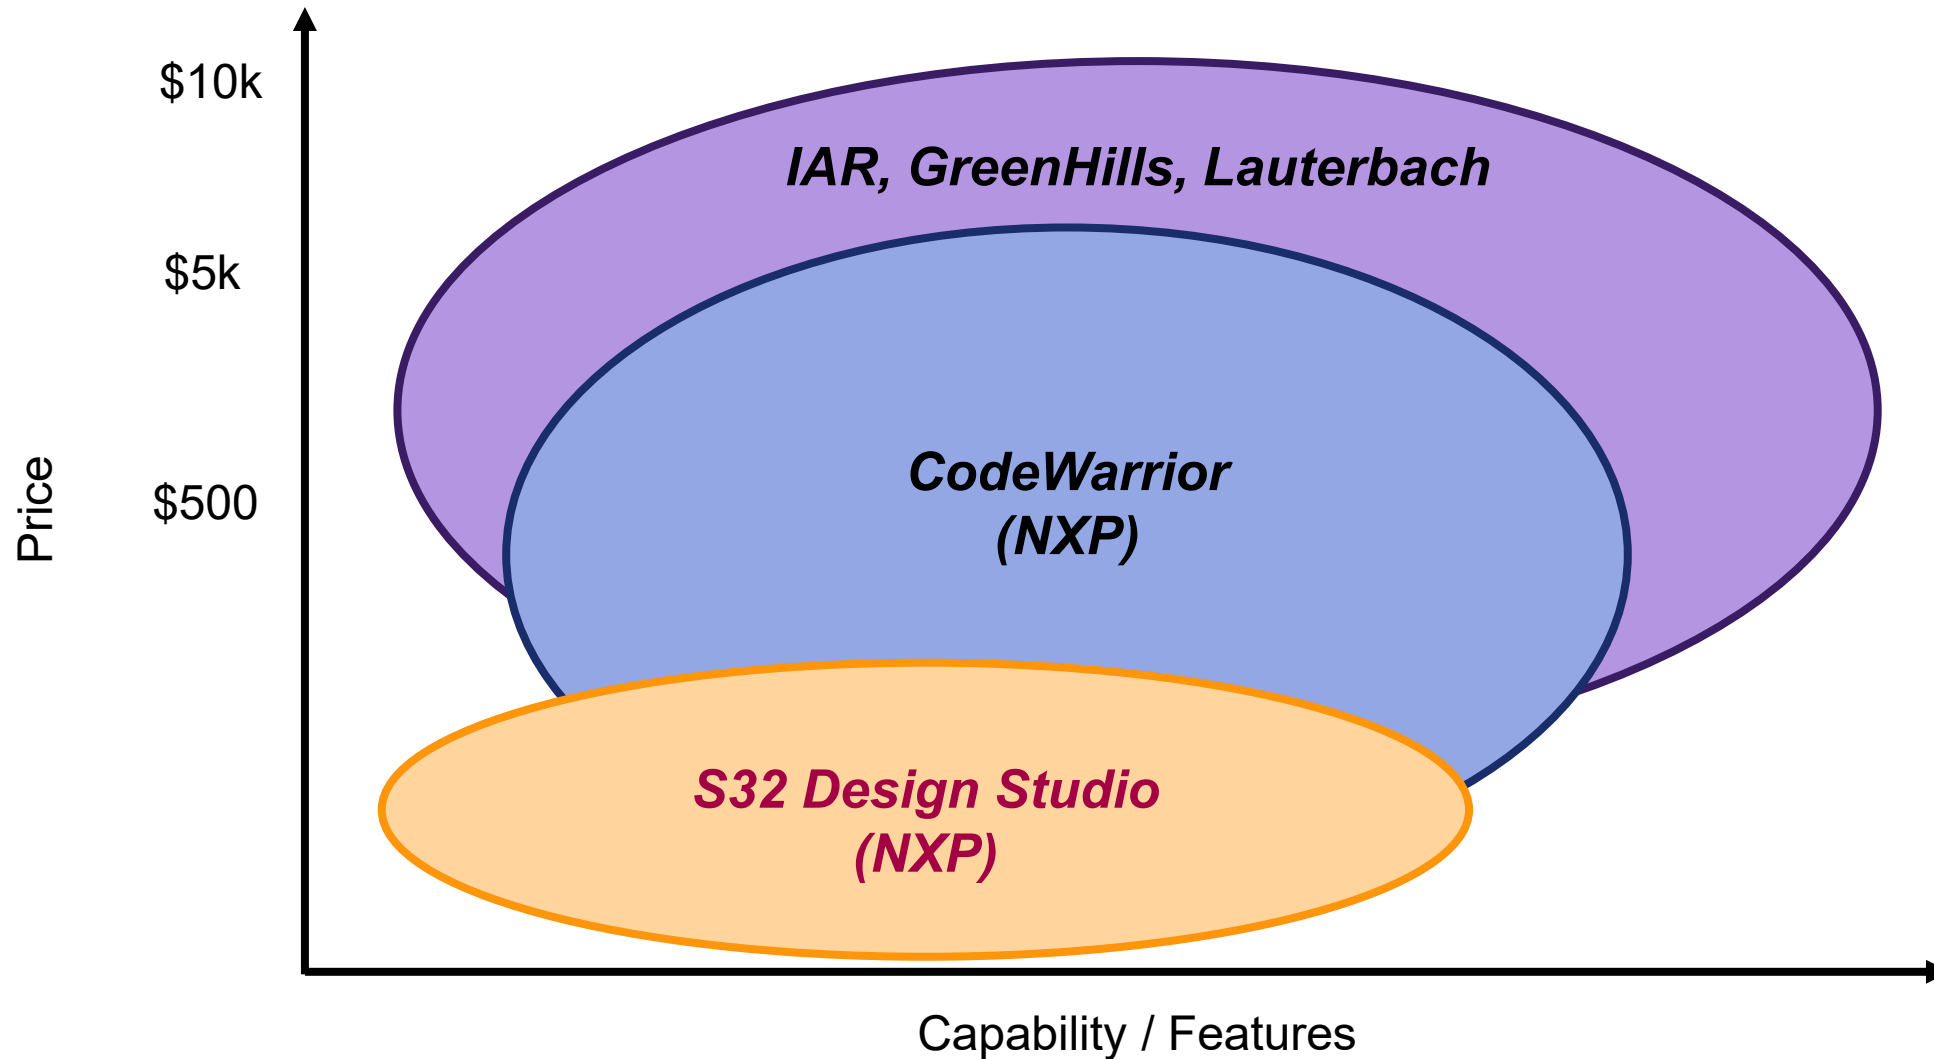 $10k
IAR, GreenHills, Lauterbach
$5k
CodeWarrior
(NXP)
$500
Price
S32 Design Studio
(NXP)
Capability / Features